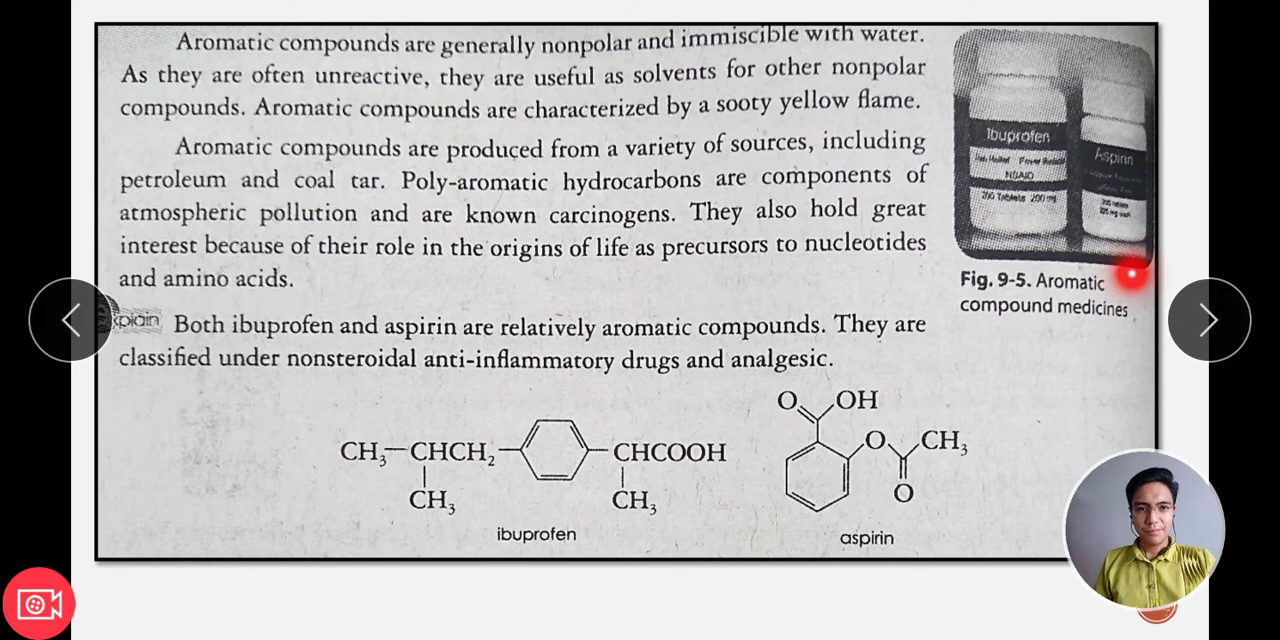 Aromatic compounds are generally nonpolar and immiscible with water.
As they are often unreactive, they are useful as solvents for other nonpolar
compounds. Aromatic compounds are characterized by a sooty yellow flame.
Aromatic compounds are produced from a variety of sources, including
petroleum and coal tar. Poly-aromatic hydrocarbons are components of
atmospheric pollution and are known carcinogens. They also hold great
interest because of their role in the origins of life as precursors to nucleotides
and amino acids.
Both ibuprofen and aspirin are relatively aromatic compounds. They are
classified under nonsteroidal anti-inflammatory drugs and analgesic.
Ibuprofen
200 Tablets 200 mg
Aspirin
Fig. 9-5. Aromatic
compound medicines
CH₃—CHCH₂ CHCOOH
CH₃ CH₃
ibuprofen
O OH
O CH₃
O
aspirin